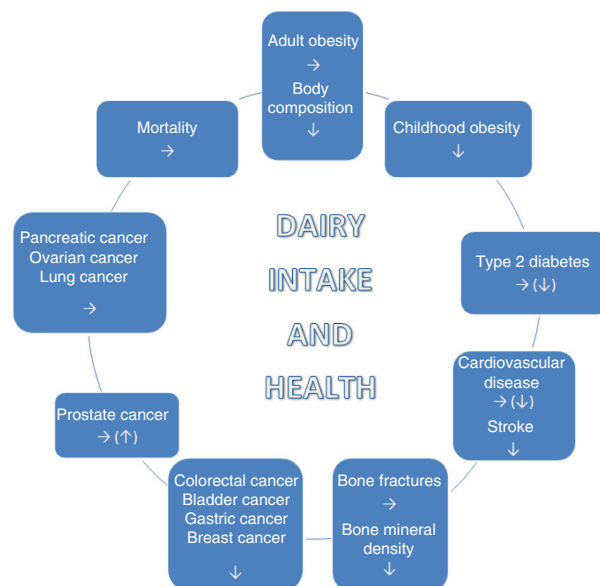 Adult obesity
→
Body
composition
↓
Childhood obesity
↓
Type 2 diabetes
→ (↓)
Cardiovascular
disease
→ (↓)
Stroke
↓
Bone fractures
→
Bone mineral
density
↓
Colorectal cancer
Bladder cancer
Gastric cancer
Breast cancer
↓
Prostate cancer
→ (↑)
Pancreatic cancer
Ovarian cancer
Lung cancer
→
Mortality
→
DAIRY
INTAKE
AND
HEALTH